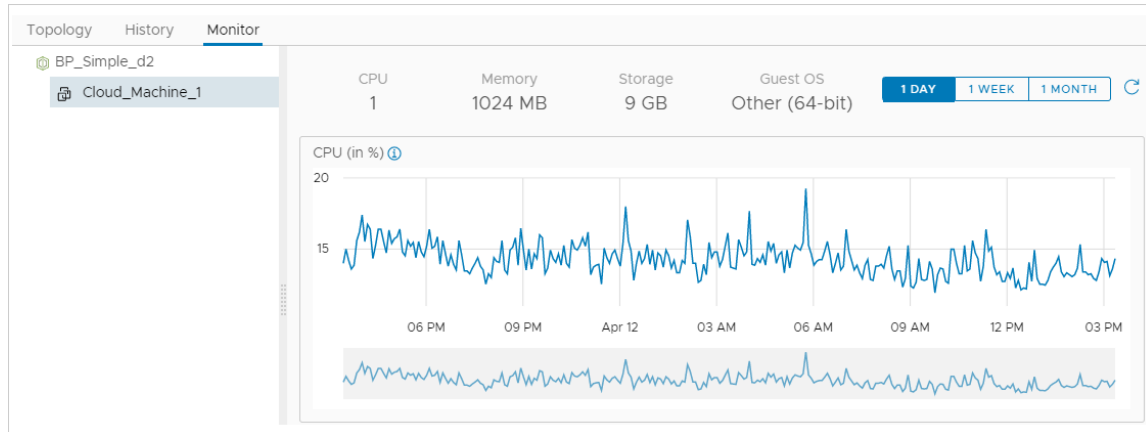 Topology History Monitor
BP_Simple_d2
Cloud_Machine_1
CPU Memory Storage Guest OS
1 1024 MB 9 GB Other (64-bit)
1 DAY 1 WEEK 1 MONTH
CPU (in %)
20
15
06 PM 09 PM Apr 12 03 AM 06 AM 09 AM 12 PM 03 PM